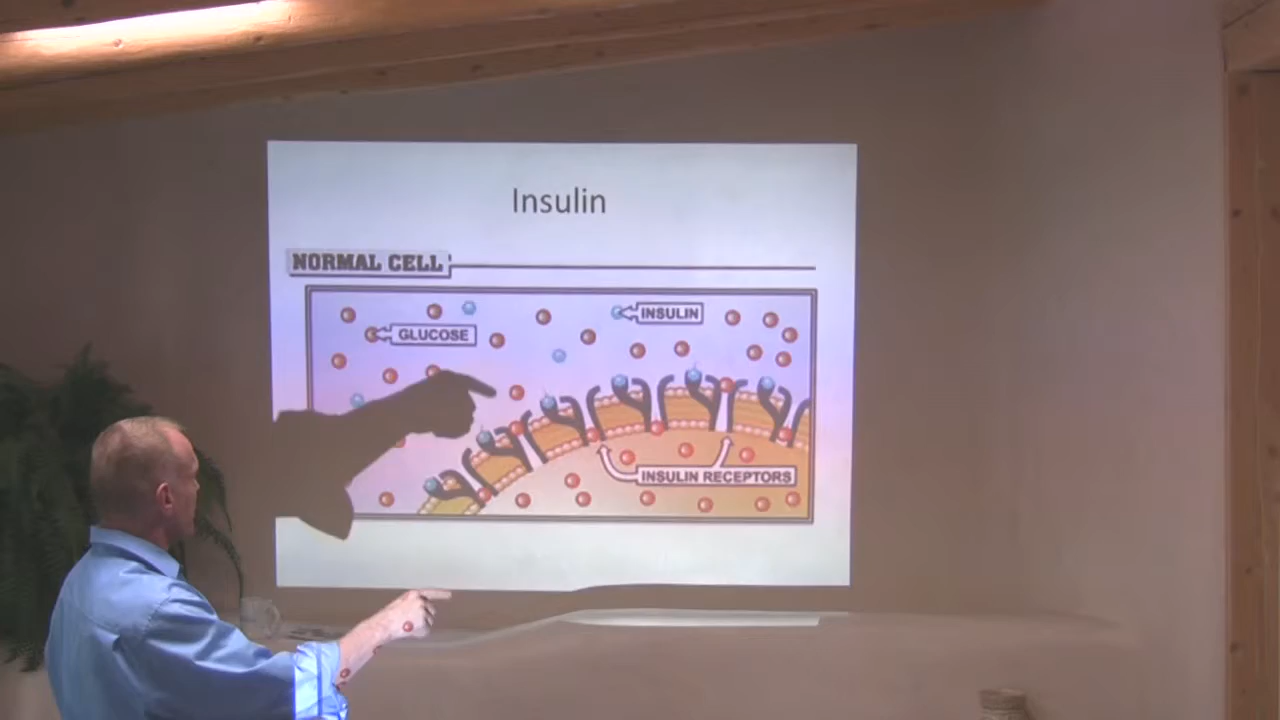 Insulin
NORMAL CELL
INSULIN
GLUCOSE
INSULIN RECEPTORS